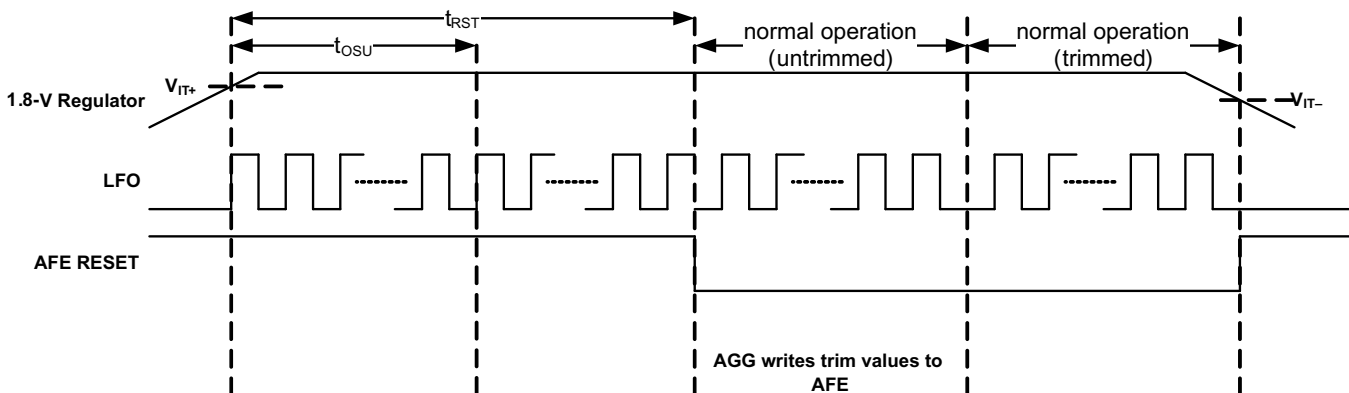 tRST
tOSU
normal operation
(untrimmed)
normal operation
(trimmed)
VIT+
1.8-V Regulator
VIT–
LFO
AFE RESET
AGG writes trim values to
AFE